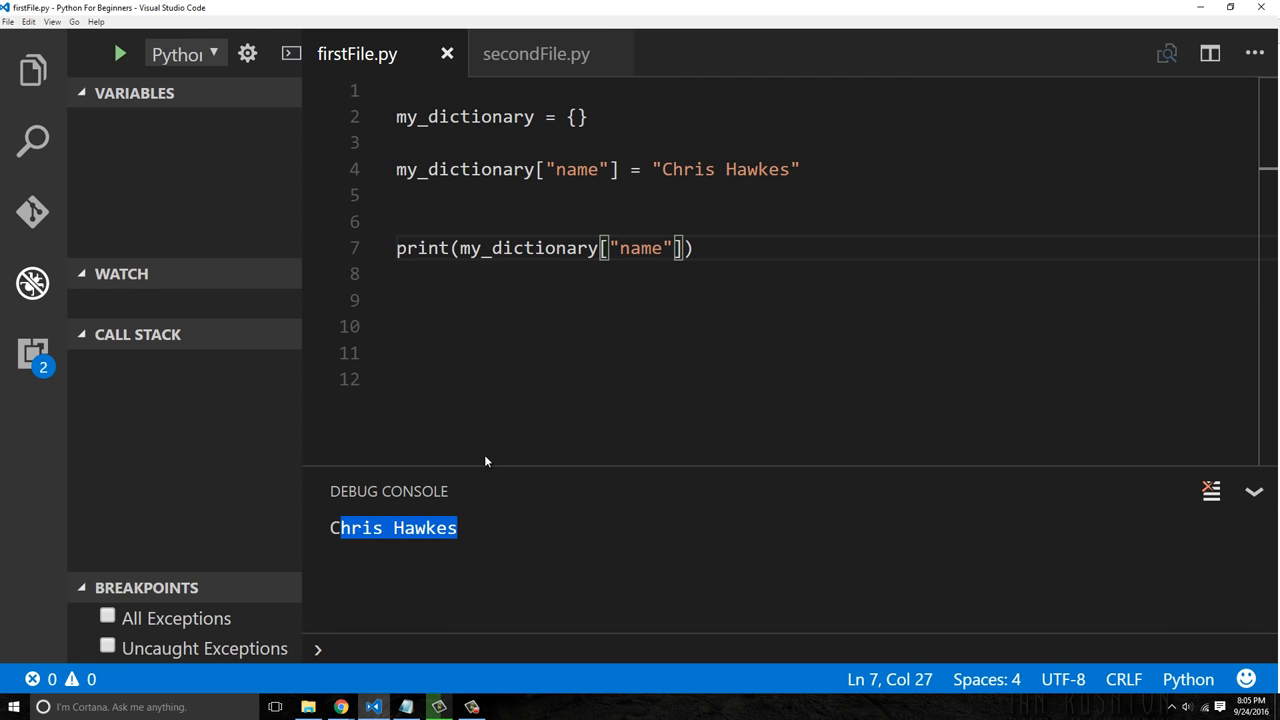 firstFile.py - Python For Beginners - Visual Studio Code
File Edit View Go Help
Python
firstFile.py
secondFile.py
VARIABLES
WATCH
CALL STACK
BREAKPOINTS
All Exceptions
Uncaught Exceptions
2
1
2 my_dictionary = {}
3
4 my_dictionary["name"] = "Chris Hawkes"
5
6
7 print(my_dictionary["name"])
8
9
10
11
12
DEBUG CONSOLE
Chris Hawkes
0 0
Ln 7, Col 27 Spaces: 4 UTF-8 CRLF Python
I'm Cortana. Ask me anything.
8:05 PM
9/24/2016